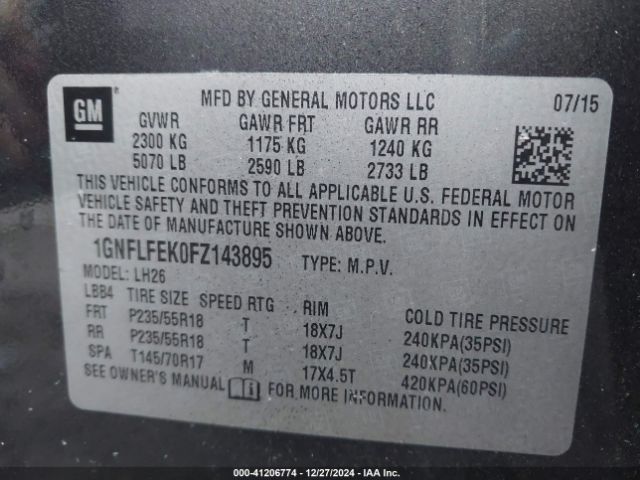 GM ® MFD BY GENERAL MOTORS LLC 07/15
GVWR GAWR FRT GAWR RR
2300 KG 1175 KG 1240 KG
5070 LB 2590 LB 2733 LB
THIS VEHICLE CONFORMS TO ALL APPLICABLE U.S. FEDERAL MOTOR
VEHICLE SAFETY AND THEFT PREVENTION STANDARDS IN EFFECT ON
THE DATE OF MANUFACTURE SHOWN ABOVE.
1GNFLFEK0FZ143895 TYPE: M.P.V.
MODEL: LH26
LBB4 TIRE SIZE SPEED RTG RIM COLD TIRE PRESSURE
FRT P235/55R18 T 18X7J 240KPA(35PSI)
RR P235/55R18 T 18X7J 240KPA(35PSI)
SPA T145/70R17 M 17X4.5T 420KPA(60PSI)
SEE OWNER'S MANUAL i FOR MORE INFORMATION.
000-41206774 - 12/27/2024 - IAA Inc.